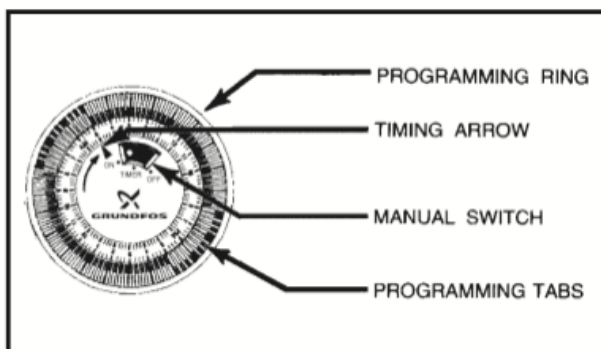 PROGRAMMING RING
TIMING ARROW
ON
TIMER
OFF
GRUNDFOS
MANUAL SWITCH
PROGRAMMING TABS